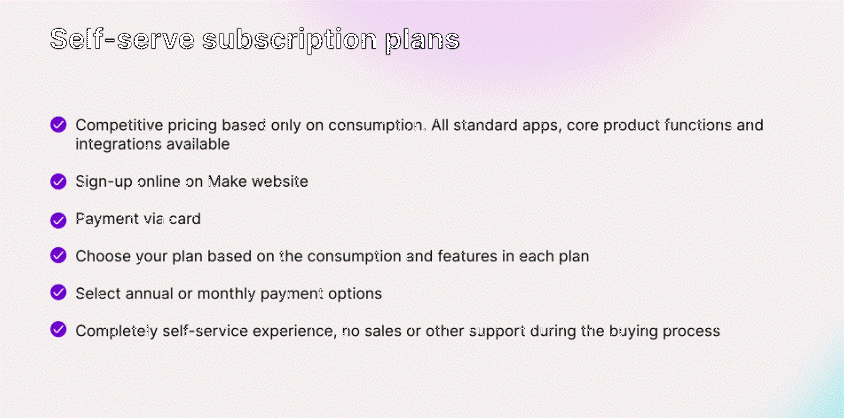 Self-serve subscription plans
Competitive pricing based only on consumption. All standard apps, core product functions and
integrations available
Sign-up online on Make website
Payment via card
Choose your plan based on the consumption and features in each plan
Select annual or monthly payment options
Completely self-service experience, no sales or other support during the buying process